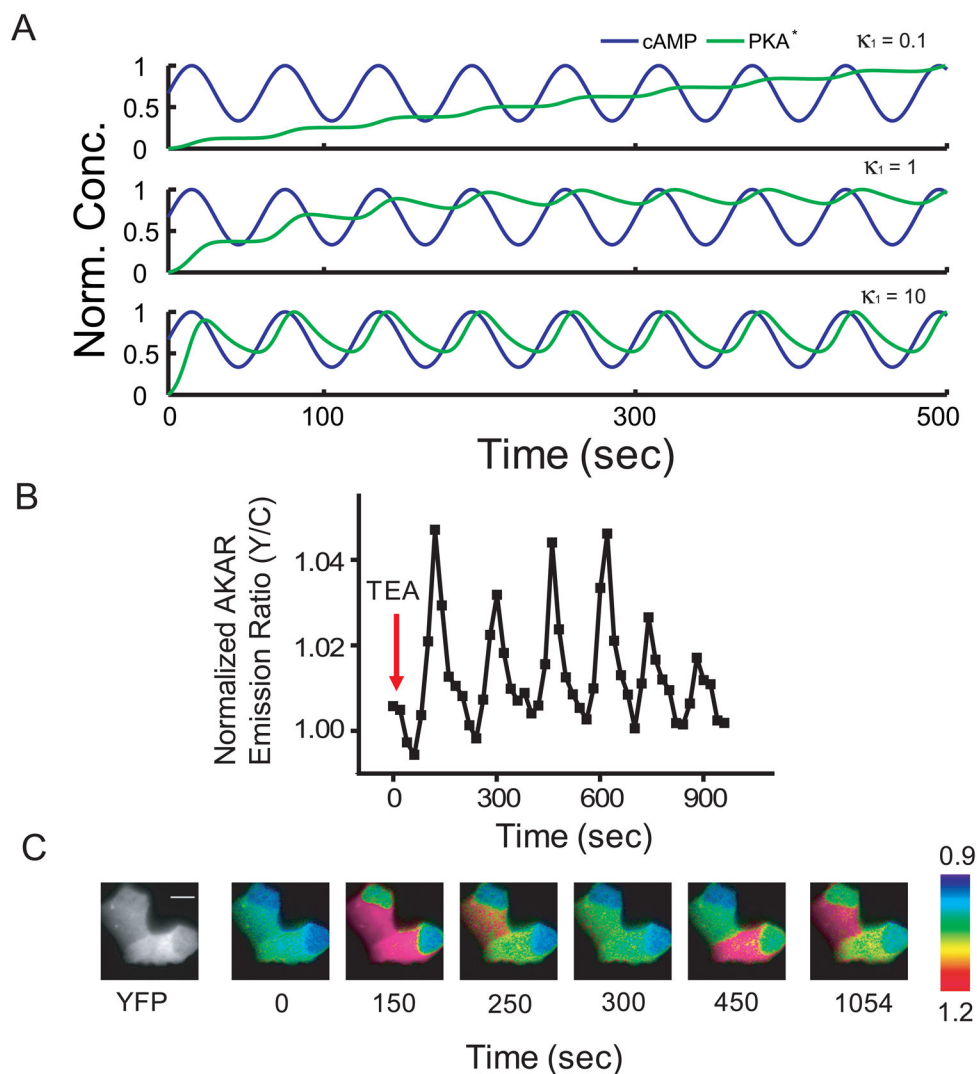 A
cAMP PKA* κ₁ = 0.1
1
0.5
0
κ₁ = 1
1
0.5
0
κ₁ = 10
1
0.5
0
Norm. Conc.
0 100 300 500
Time (sec)
B
Normalized AKAR
Emission Ratio (Y/C)
1.04
1.02
1.00
TEA
0 300 600 900
Time (sec)
C
0.9
YFP 0 150 250 300 450 1054
1.2
Time (sec)